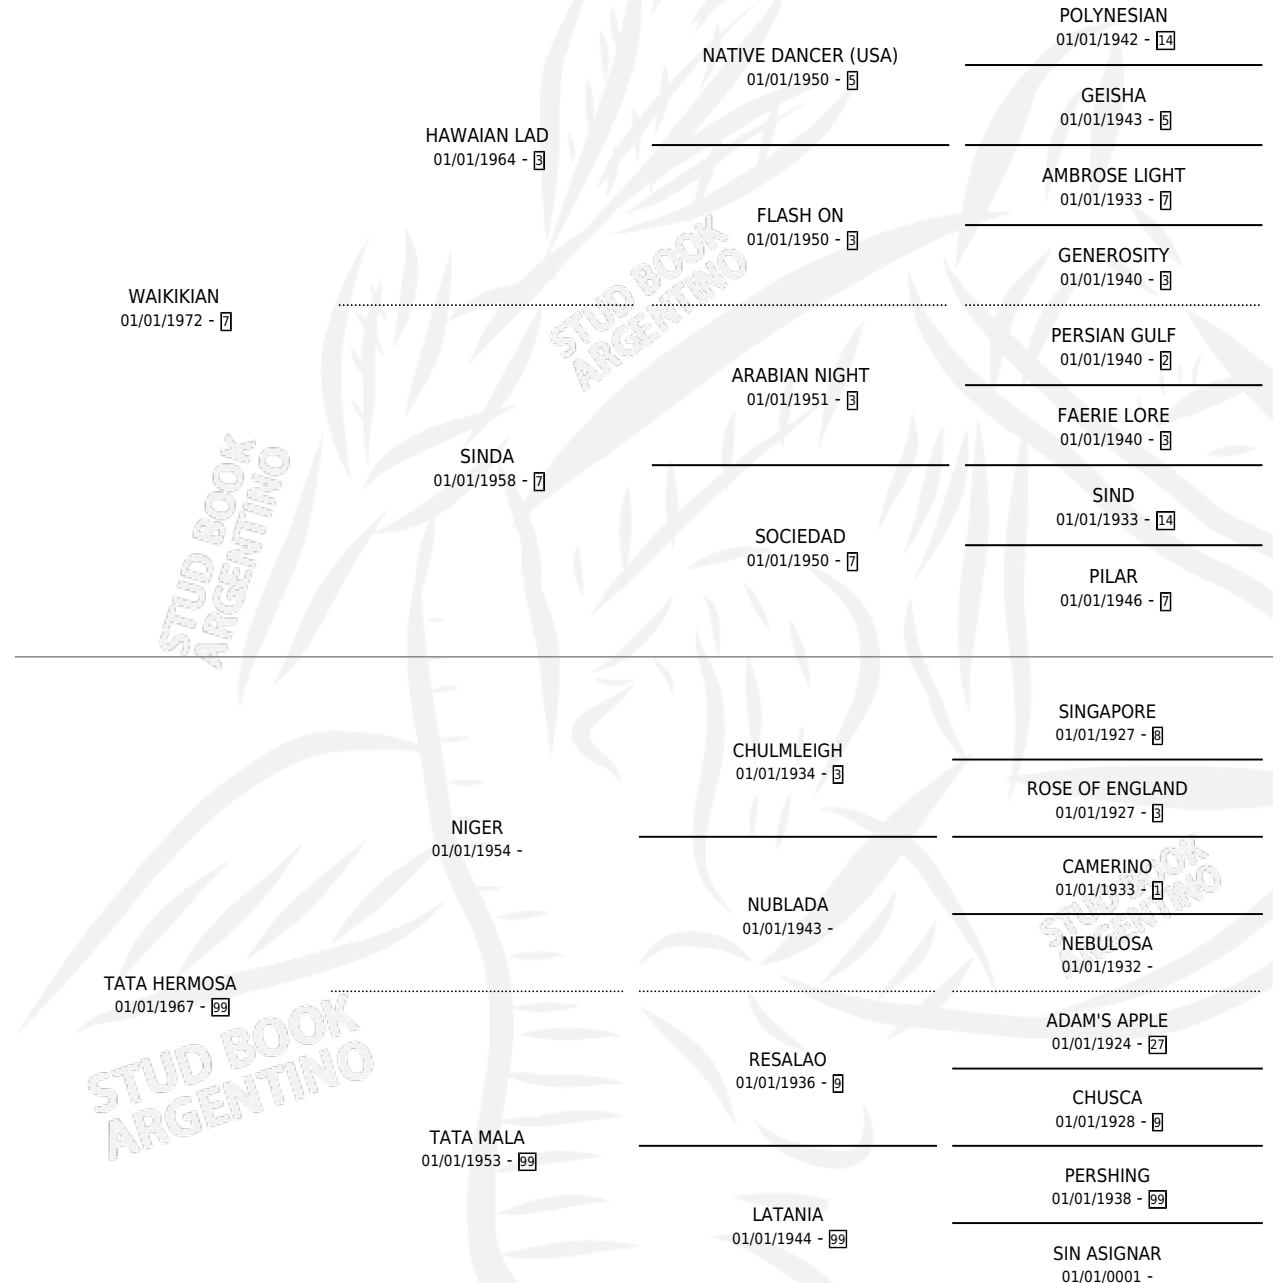 POLYNESIAN
01/01/1942 - 14
NATIVE DANCER (USA)
01/01/1950 - 5
GEISHA
01/01/1943 - 5
HAWAIAN LAD
01/01/1964 - 3
AMBROSE LIGHT
01/01/1933 - 7
FLASH ON
01/01/1950 - 3
GENEROSITY
01/01/1940 - 3
WAIKIKIAN
01/01/1972 - 7
PERSIAN GULF
01/01/1940 - 2
ARABIAN NIGHT
01/01/1951 - 3
FAERIE LORE
01/01/1940 - 3
SINDA
01/01/1958 - 7
SIND
01/01/1933 - 14
SOCIEDAD
01/01/1950 - 7
PILAR
01/01/1946 - 7
SINGAPORE
01/01/1927 - 8
CHULMLEIGH
01/01/1934 - 3
ROSE OF ENGLAND
01/01/1927 - 3
NIGER
01/01/1954 -
CAMERINO
01/01/1933 - 1
NUBLADA
01/01/1943 -
NEBULOSA
01/01/1932 -
TATA HERMOSA
01/01/1967 - 99
ADAM'S APPLE
01/01/1924 - 27
RESALAO
01/01/1936 - 9
CHUSCA
01/01/1928 - 9
TATA MALA
01/01/1953 - 99
PERSHING
01/01/1938 - 99
LATANIA
01/01/1944 - 99
SIN ASIGNAR
01/01/0001 -
STUD BOOK
ARGENTINO
STUD BOOK
ARGENTINO
STUD BOOK
ARGENTINO
STUD BOOK
ARGENTINO